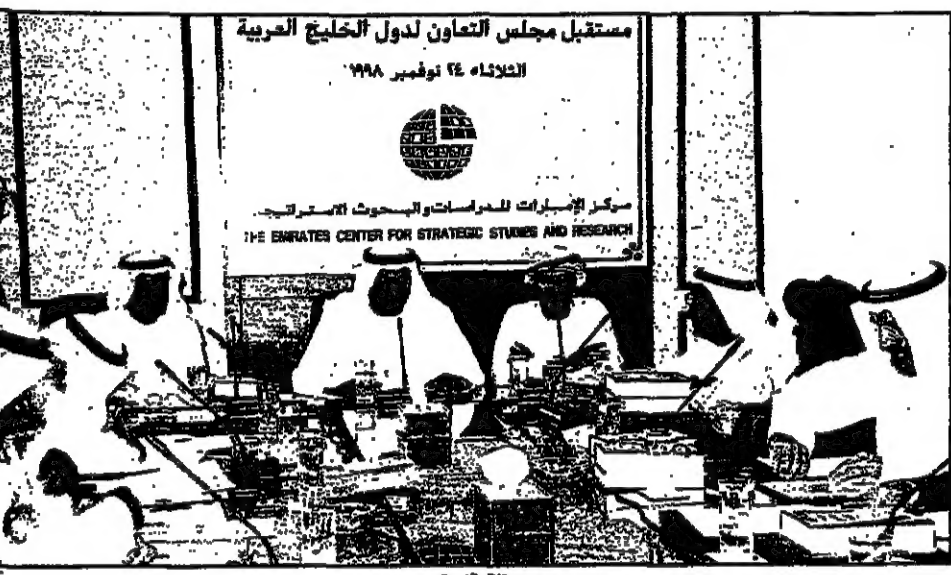 مستقبل مجلس التعاون لدول الخليج العربية
الثلاثاء ٢٤ نوفمبر ١٩٩٨
مركز الإمارات للدراسات والبحوث الاستراتيجـ
THE EMIRATES CENTER FOR STRATEGIC STUDIES AND RESEARCH